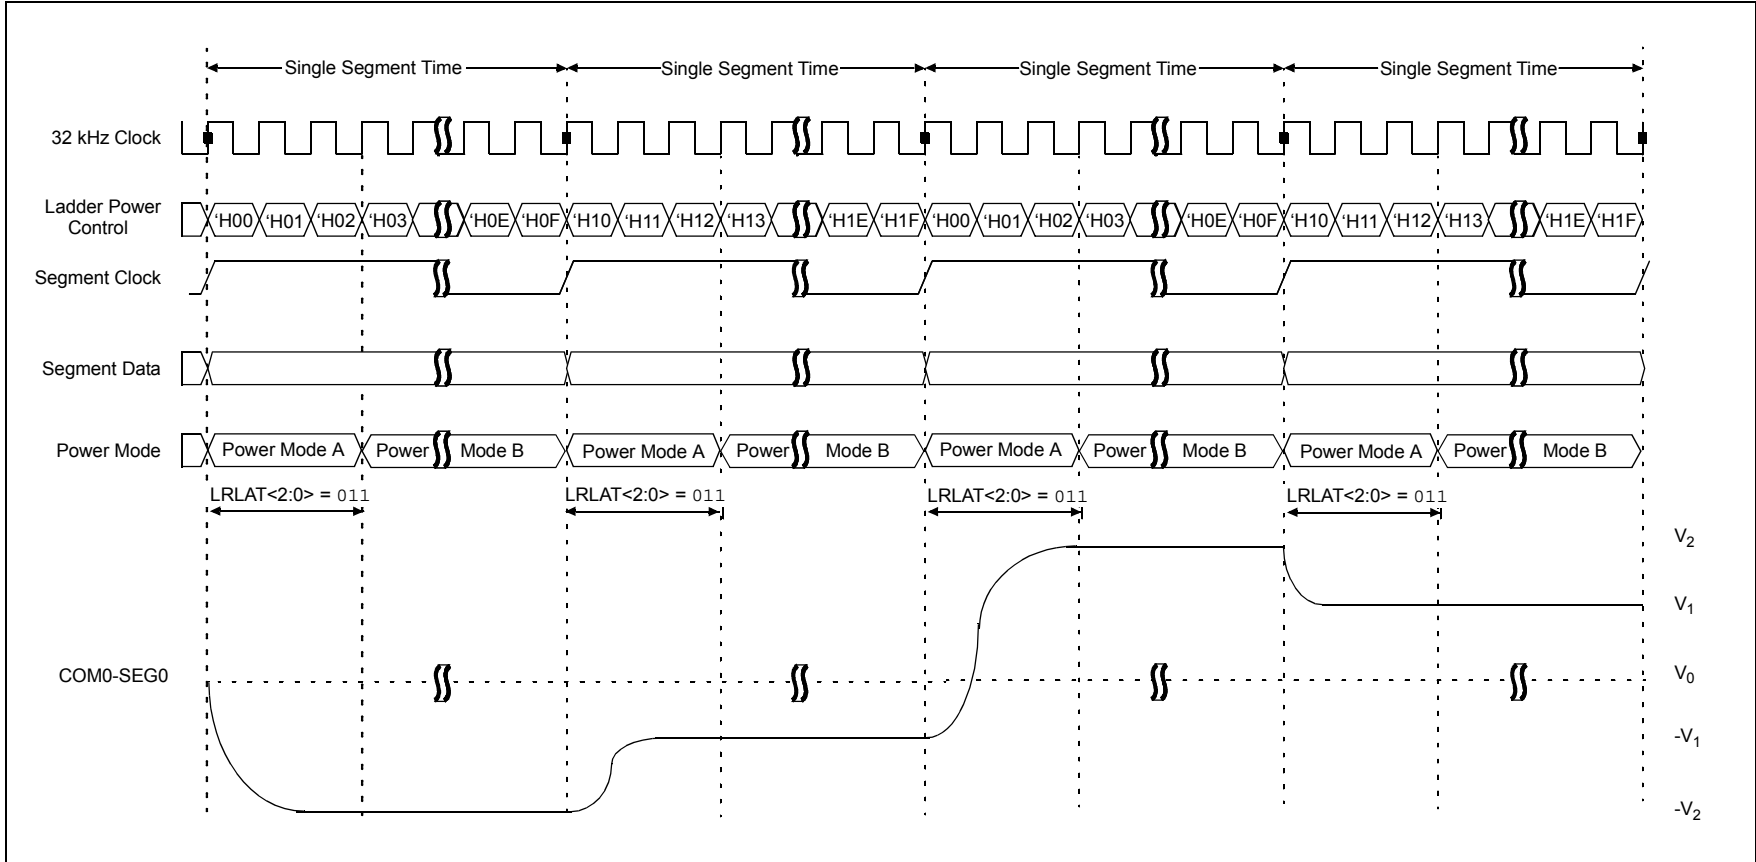 Single Segment Time Single Segment Time Single Segment Time Single Segment Time
32 kHz Clock
Ladder Power
Control
‘H00 ‘H01 ‘H02 ‘H03 ‘H0E ‘H0F ‘H10 ‘H11 ‘H12 ‘H13 ‘H1E ‘H1F ‘H00 ‘H01 ‘H02 ‘H03 ‘H0E ‘H0F ‘H10 ‘H11 ‘H12 ‘H13 ‘H1E ‘H1F
Segment Clock
Segment Data
Power Mode Power Mode A Power Mode B Power Mode A Power Mode B Power Mode A Power Mode B Power Mode A Power Mode B
LRLAT<2:0> = 011 LRLAT<2:0> = 011 LRLAT<2:0> = 011 LRLAT<2:0> = 011
V2
V1
COM0-SEG0 V0
-V1
-V2